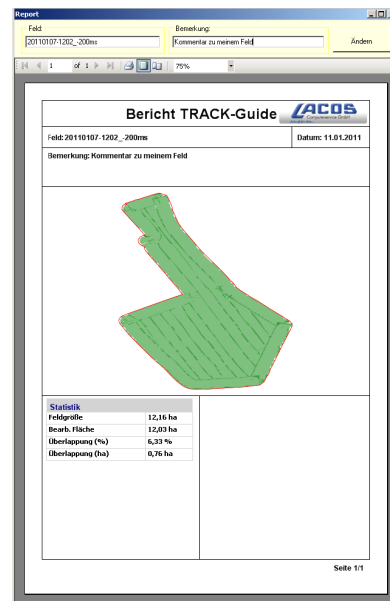 Report
Feld: Bemerkung:
20110107-1202_-200ms Kommentar zu meinem Feld Ändern
1 of 1 75%
Bericht TRACK-Guide LACOS
Computerservice GmbH
Feld: 20110107-1202_-200ms Datum: 11.01.2011
Bemerkung: Kommentar zu meinem Feld
Statistik
Feldgröße 12,16 ha
Bearb. Fläche 12,03 ha
Überlappung (%) 6,33 %
Überlappung (ha) 0,76 ha
Seite 1/1